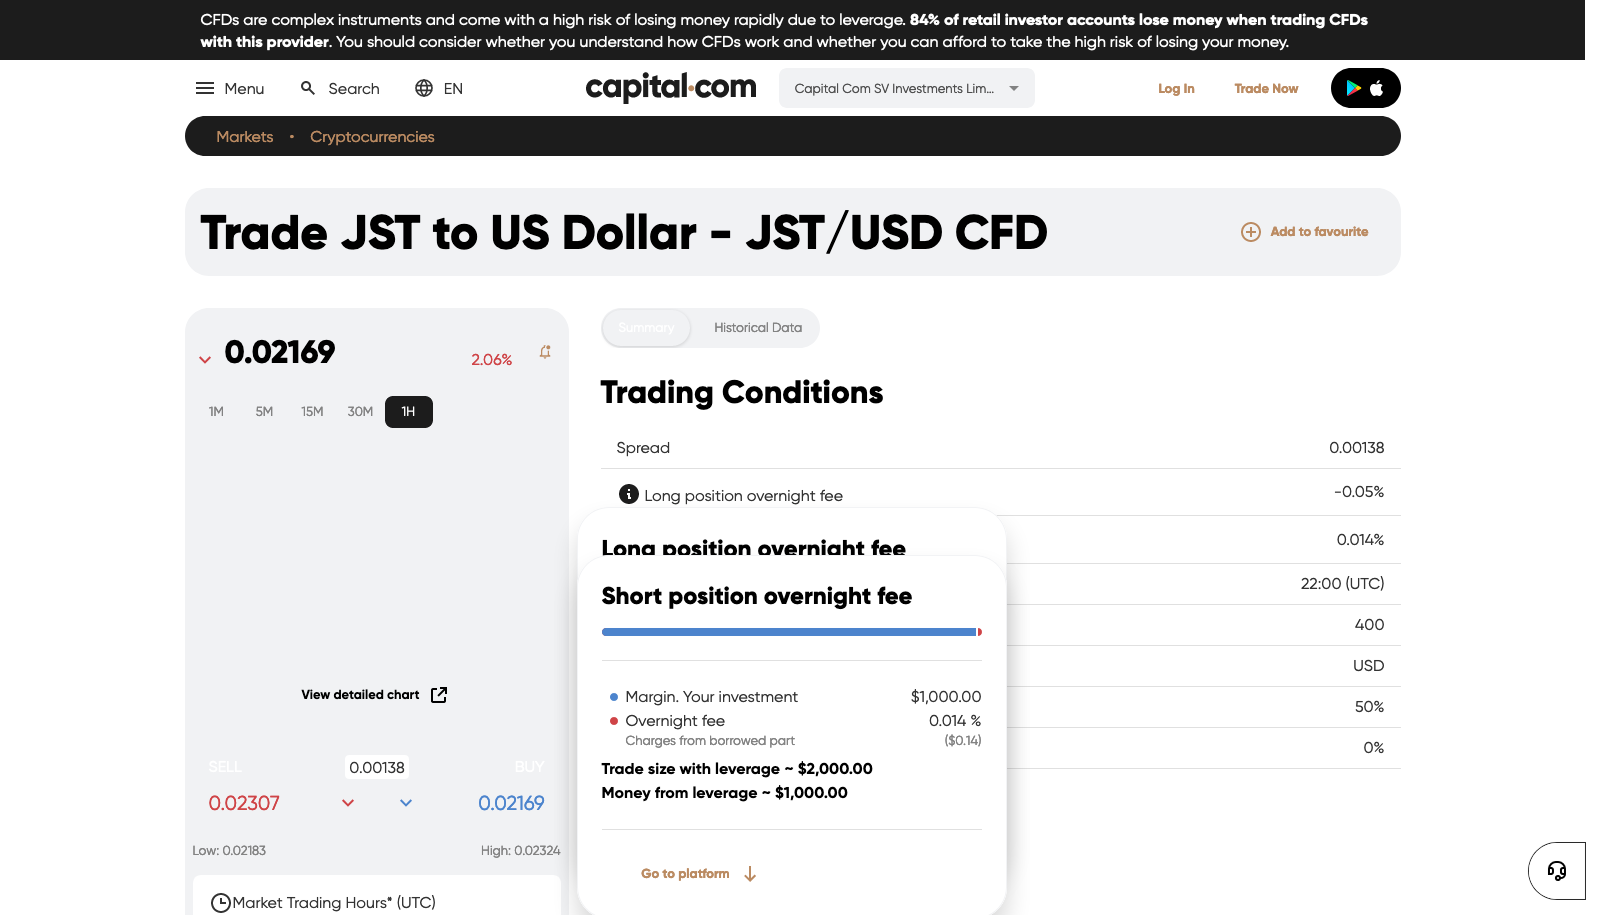 CFDs are complex instruments and come with a high risk of losing money rapidly due to leverage. 84% of retail investor accounts lose money when trading CFDs
with this provider. You should consider whether you understand how CFDs work and whether you can afford to take the high risk of losing your money.
Menu
Search
EN
capital.com
Capital Com SV Investments Lim...
Log In
Trade Now
Markets • Cryptocurrencies
Trade JST to US Dollar - JST/USD CFD
Add to favourite
0.02169
2.06%
1M 5M 15M 30M 1H
View detailed chart
SELL
0.00138
BUY
0.02307
0.02169
Low: 0.02183
High: 0.02324
Market Trading Hours* (UTC)
Summary
Historical Data
Trading Conditions
Spread 0.00138
Long position overnight fee -0.05%
0.014%
22:00 (UTC)
400
USD
50%
0%
Long position overnight fee
Short position overnight fee
Margin. Your investment $1,000.00
Overnight fee 0.014 %
Charges from borrowed part ($0.14)
Trade size with leverage ~ $2,000.00
Money from leverage ~ $1,000.00
Go to platform